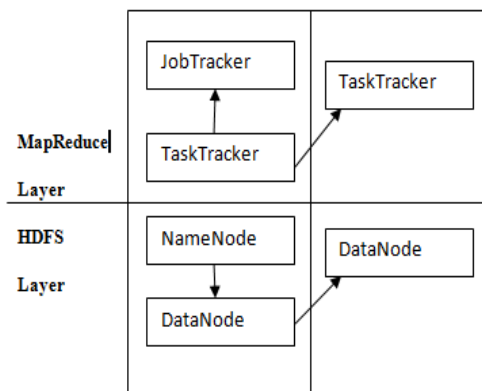 JobTracker
TaskTracker
MapReduce
TaskTracker
Layer
HDFS
NameNode
DataNode
Layer
DataNode